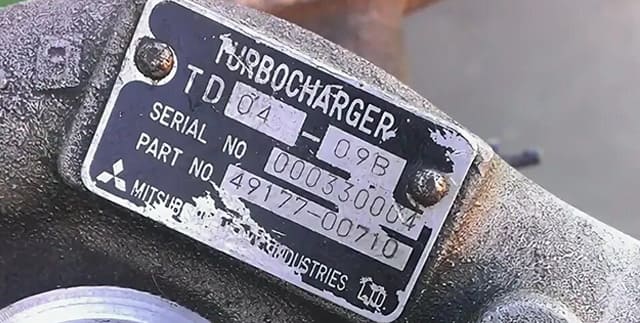 TURBOCHARGER
TD 04 - 09B
SERIAL NO 000330004
PART NO. 49177-00710
INDUSTRIES LTD.